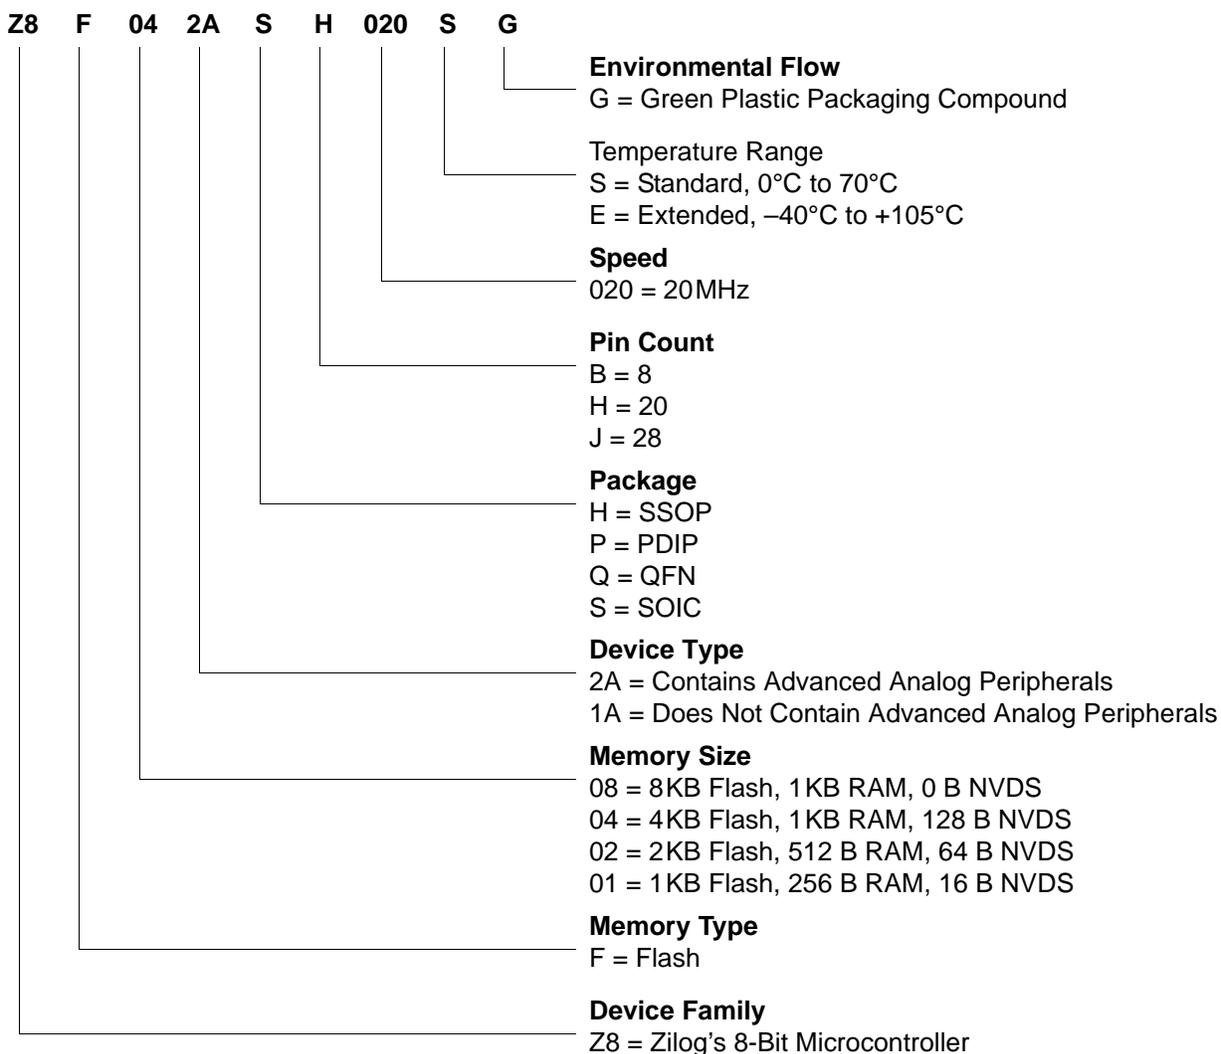 Z8 F 04 2A S H 020 S G
Environmental Flow
G = Green Plastic Packaging Compound
Temperature Range
S = Standard, 0°C to 70°C
E = Extended, –40°C to +105°C
Speed
020 = 20MHz
Pin Count
B = 8
H = 20
J = 28
Package
H = SSOP
P = PDIP
Q = QFN
S = SOIC
Device Type
2A = Contains Advanced Analog Peripherals
1A = Does Not Contain Advanced Analog Peripherals
Memory Size
08 = 8KB Flash, 1KB RAM, 0 B NVDS
04 = 4KB Flash, 1KB RAM, 128 B NVDS
02 = 2KB Flash, 512 B RAM, 64 B NVDS
01 = 1KB Flash, 256 B RAM, 16 B NVDS
Memory Type
F = Flash
Device Family
Z8 = Zilog's 8-Bit Microcontroller